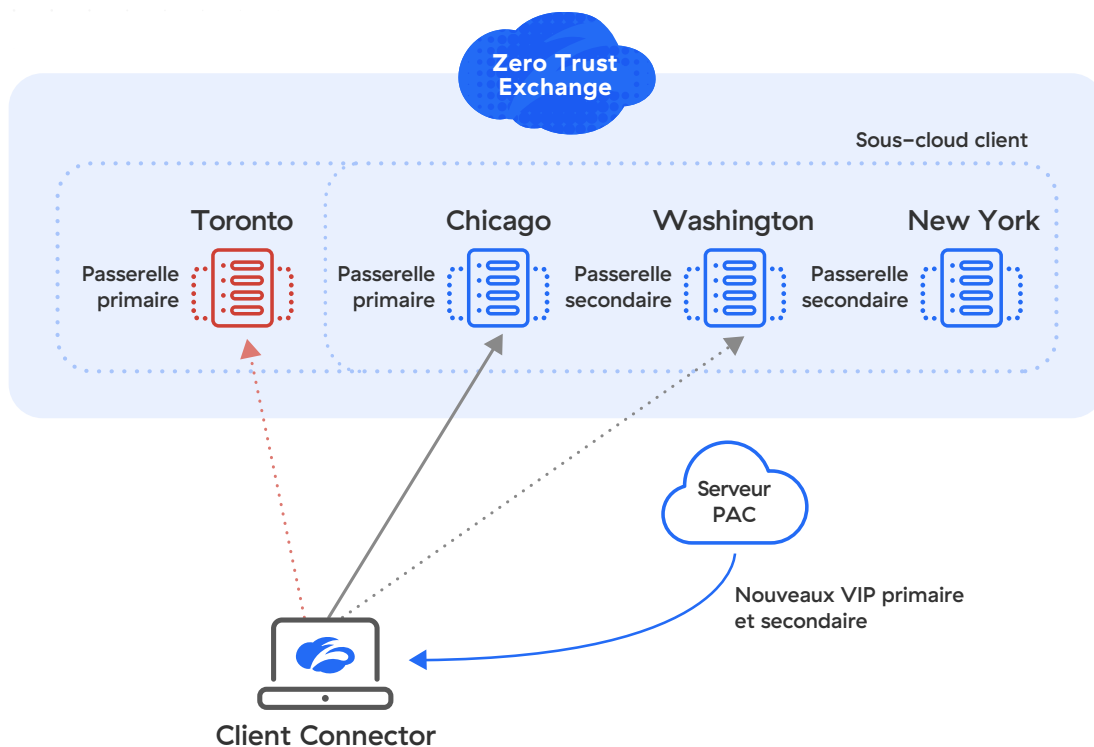 Zero Trust
Exchange
Sous-cloud client
Toronto
Passerelle
primaire
Chicago
Passerelle
primaire
Washington
Passerelle
secondaire
New York
Passerelle
secondaire
Serveur
PAC
Nouveaux VIP primaire
et secondaire
Client Connector